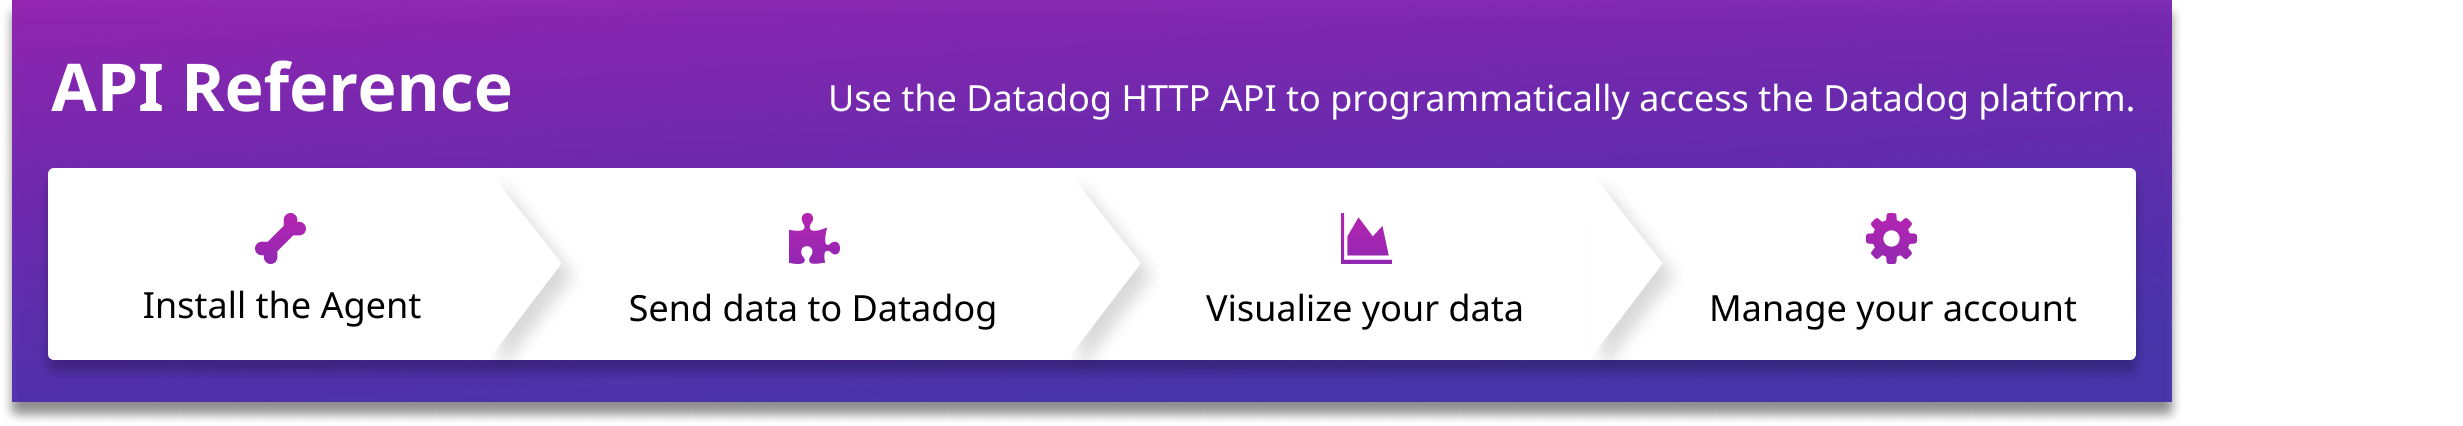 API Reference
Use the Datadog HTTP API to programmatically access the Datadog platform.
Install the Agent
Send data to Datadog
Visualize your data
Manage your account